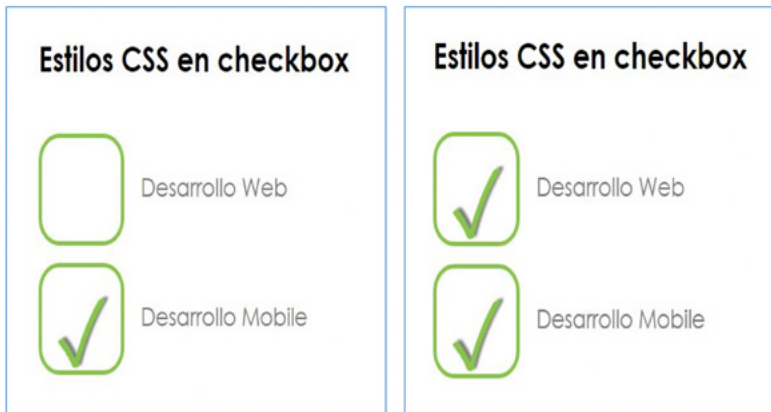 Estilos CSS en checkbox
Desarrollo Web
Desarrollo Mobile
Estilos CSS en checkbox
Desarrollo Web
Desarrollo Mobile